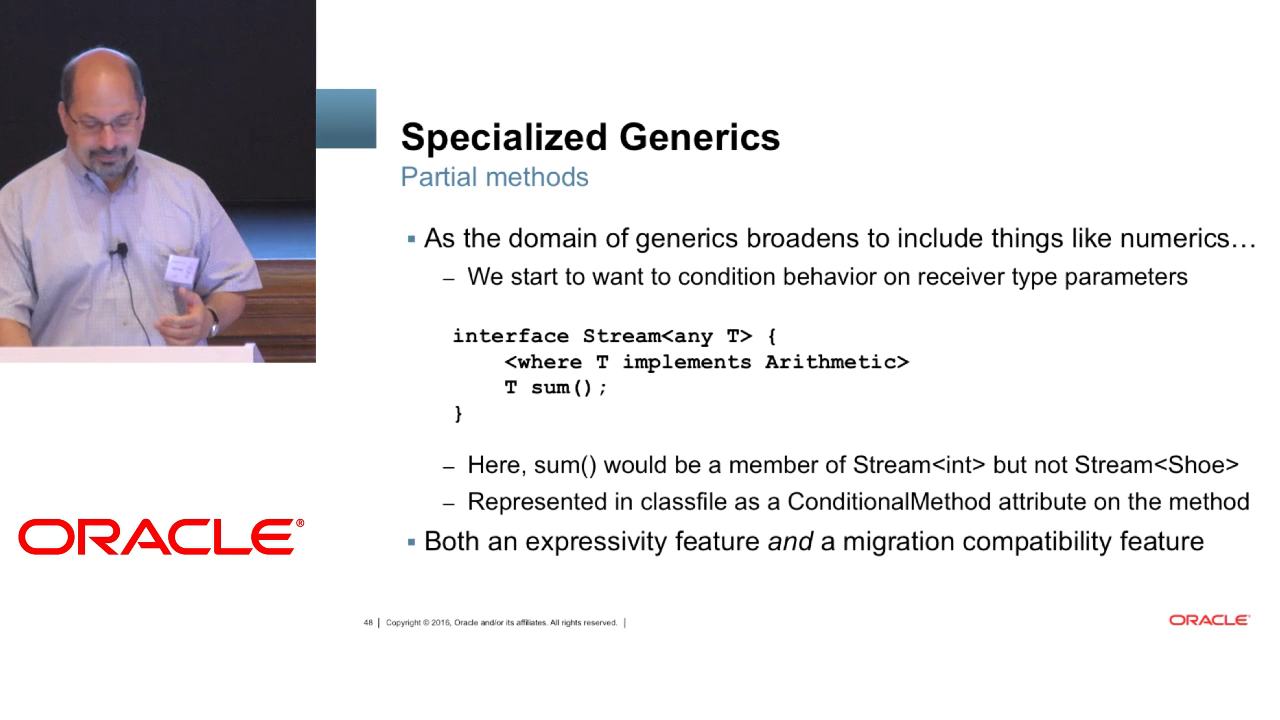 Specialized Generics
Partial methods
▪ As the domain of generics broadens to include things like numerics…
– We start to want to condition behavior on receiver type parameters
interface Stream<any T> {
<where T implements Arithmetic>
T sum();
}
– Here, sum() would be a member of Stream<int> but not Stream<Shoe>
– Represented in classfile as a ConditionalMethod attribute on the method
▪ Both an expressivity feature and a migration compatibility feature
ORACLE®
48 | Copyright © 2016, Oracle and/or its affiliates. All rights reserved. |
ORACLE®